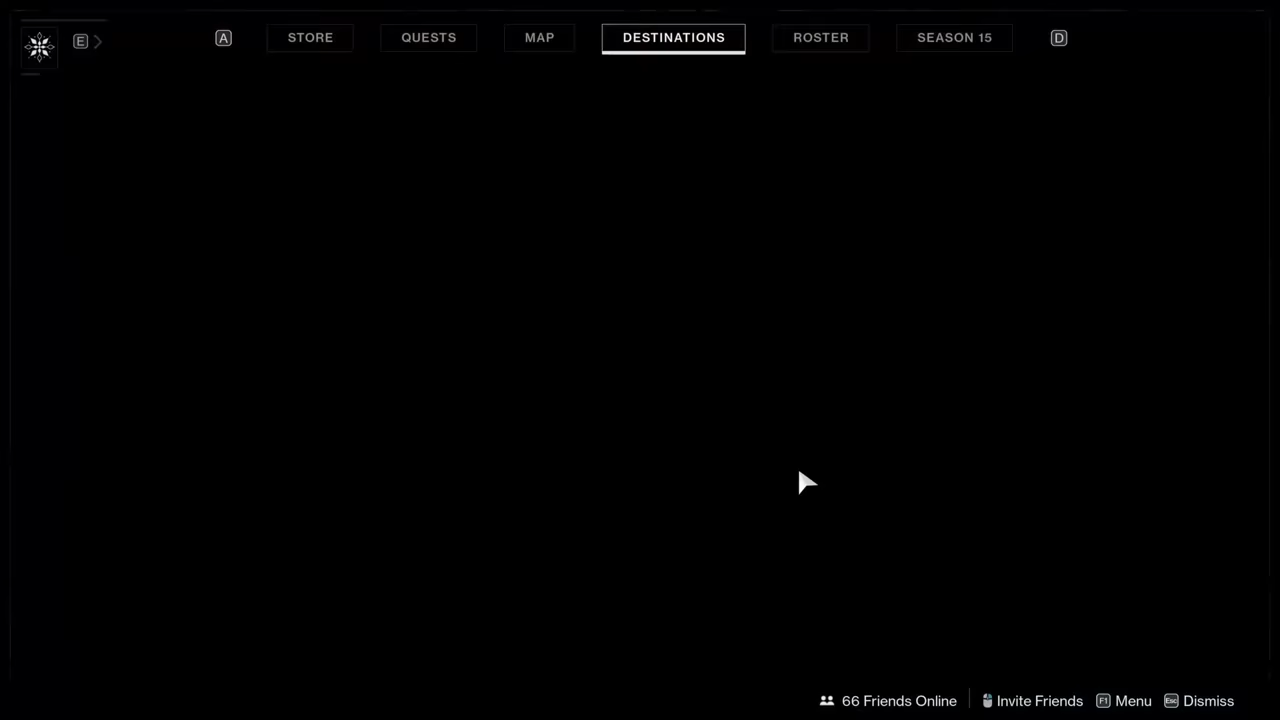 E A STORE QUESTS MAP DESTINATIONS ROSTER SEASON 15 D
66 Friends Online Invite Friends F1 Menu Esc Dismiss